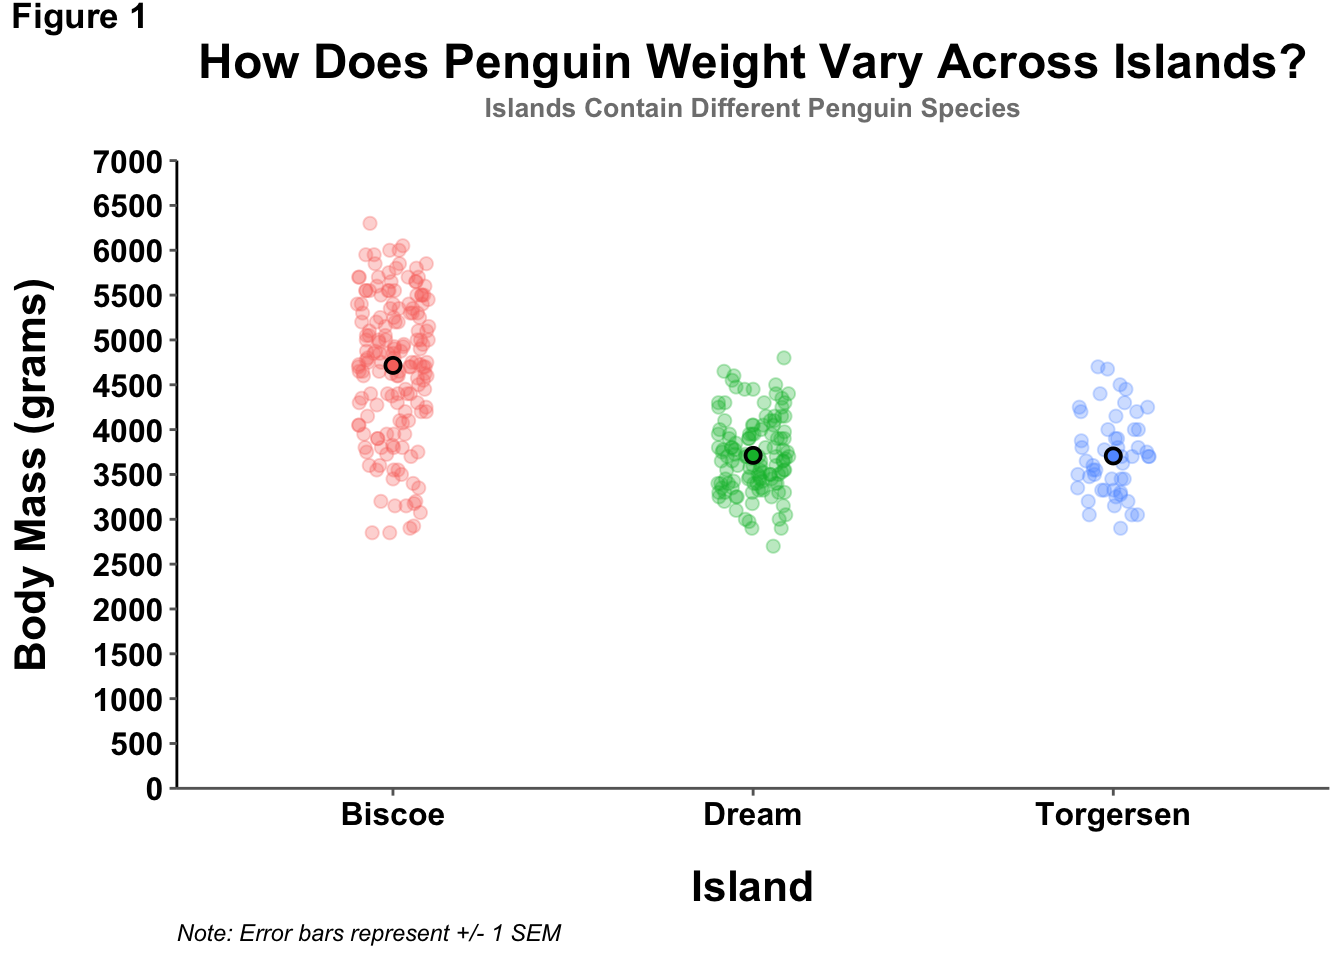 Figure 1
How Does Penguin Weight Vary Across Islands?
Islands Contain Different Penguin Species
7000
6500
6000
5500
5000
4500
4000
3500
3000
2500
2000
1500
1000
500
0
Body Mass (grams)
Biscoe Dream Torgersen
Island
Note: Error bars represent +/- 1 SEM